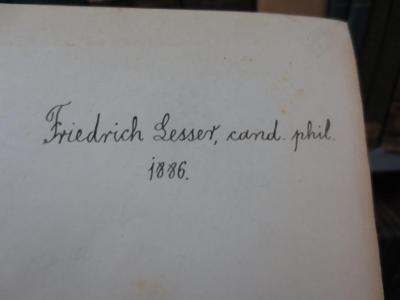 Friedrich Lesser, cand. phil.
1886.